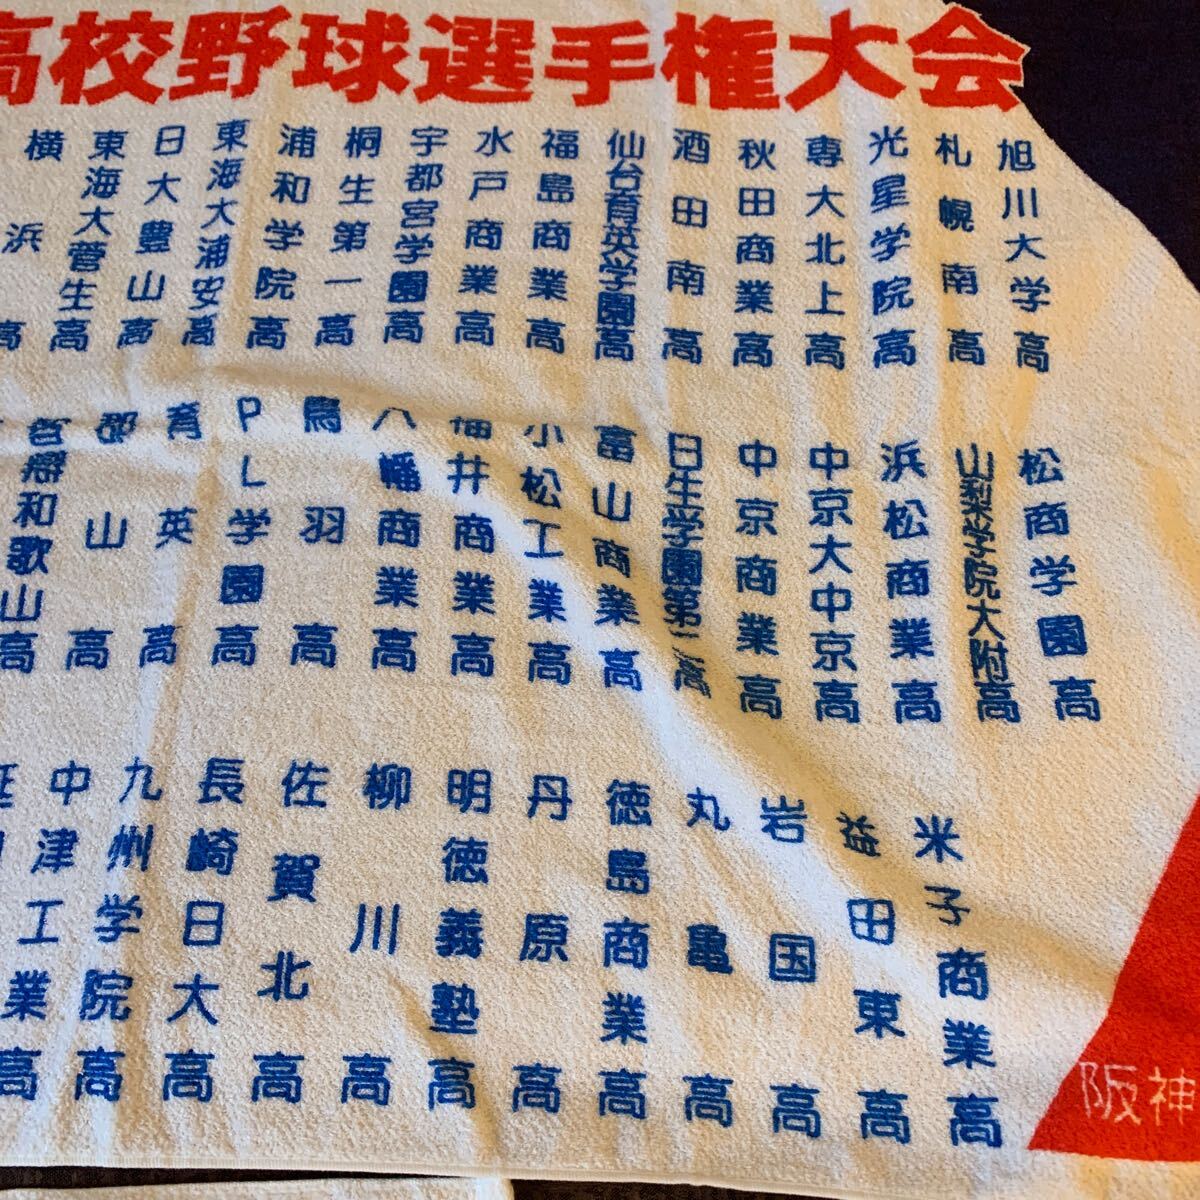 高校野球選手権大会
旭川大学高
札幌南高
光星学院高
専大北上高
秋田商業高
酒田南高
仙台育英学園高
福島商業高
水戸商業高
宇都宮学園高
桐生第一高
浦和学院高
東海大浦安高
日大豊山高
東海大菅生高
横浜高
松商学園高
山梨学院大附高
浜松商業高
中京大中京高
中京商業高
日生学園第二高
富山商業高
小松工業高
福井商業高
八幡商業高
鳥羽高
PL学園高
育英高
郡山高
智辯和歌山高
米子商業高
益田東高
岩国高
丸亀高
徳島商業高
丹原高
明徳義塾高
柳川高
佐賀北高
長崎日大高
九州学院高
中津工業高
阪神